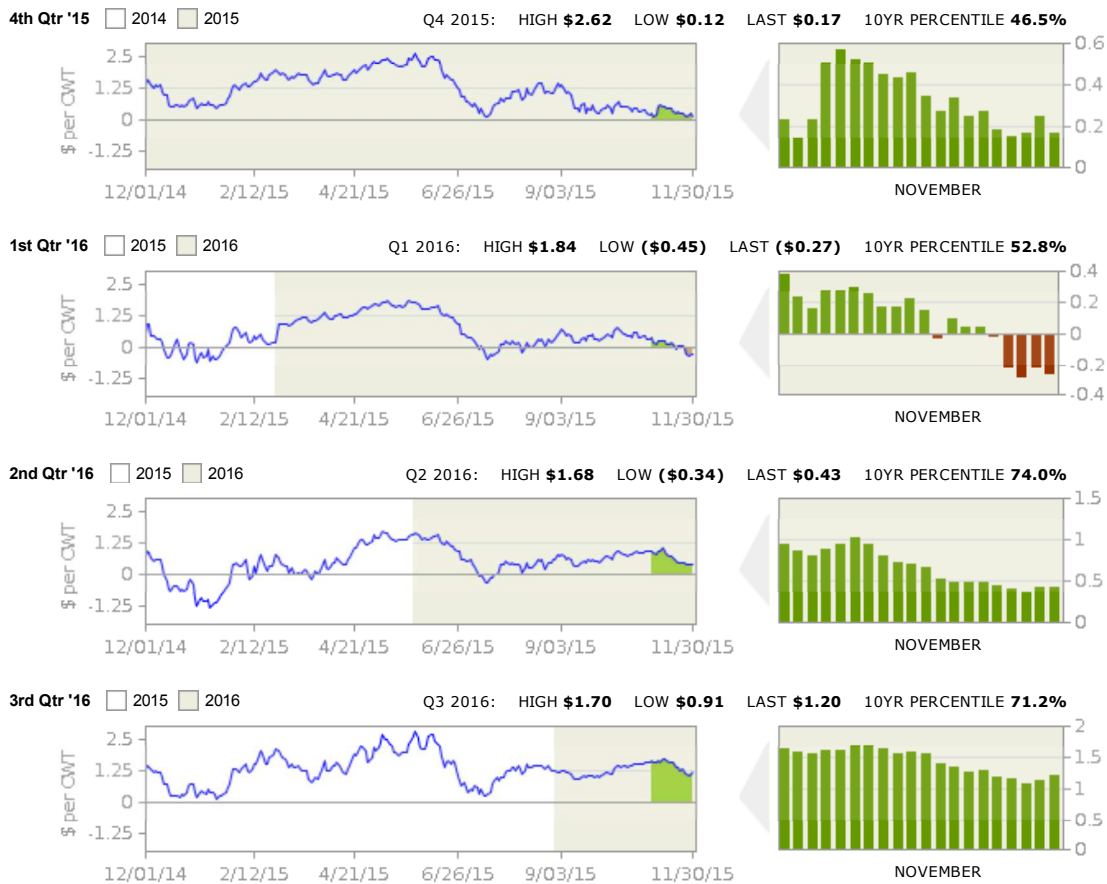 4th Qtr '15 2014 2015 Q4 2015: HIGH $2.62 LOW $0.12 LAST $0.17 10YR PERCENTILE 46.5%
$ per CWT
2.5
1.25
0
-1.25
12/01/14 2/12/15 4/21/15 6/26/15 9/03/15 11/30/15
0.6
0.4
0.2
0
NOVEMBER
1st Qtr '16 2015 2016 Q1 2016: HIGH $1.84 LOW ($0.45) LAST ($0.27) 10YR PERCENTILE 52.8%
$ per CWT
2.5
1.25
0
-1.25
12/01/14 2/12/15 4/21/15 6/26/15 9/03/15 11/30/15
0.4
0.2
0
-0.2
-0.4
NOVEMBER
2nd Qtr '16 2015 2016 Q2 2016: HIGH $1.68 LOW ($0.34) LAST $0.43 10YR PERCENTILE 74.0%
$ per CWT
2.5
1.25
0
-1.25
12/01/14 2/12/15 4/21/15 6/26/15 9/03/15 11/30/15
1.5
1
0.5
0
NOVEMBER
3rd Qtr '16 2015 2016 Q3 2016: HIGH $1.70 LOW $0.91 LAST $1.20 10YR PERCENTILE 71.2%
$ per CWT
2.5
1.25
0
-1.25
12/01/14 2/12/15 4/21/15 6/26/15 9/03/15 11/30/15
2
1.5
1
0.5
0
NOVEMBER